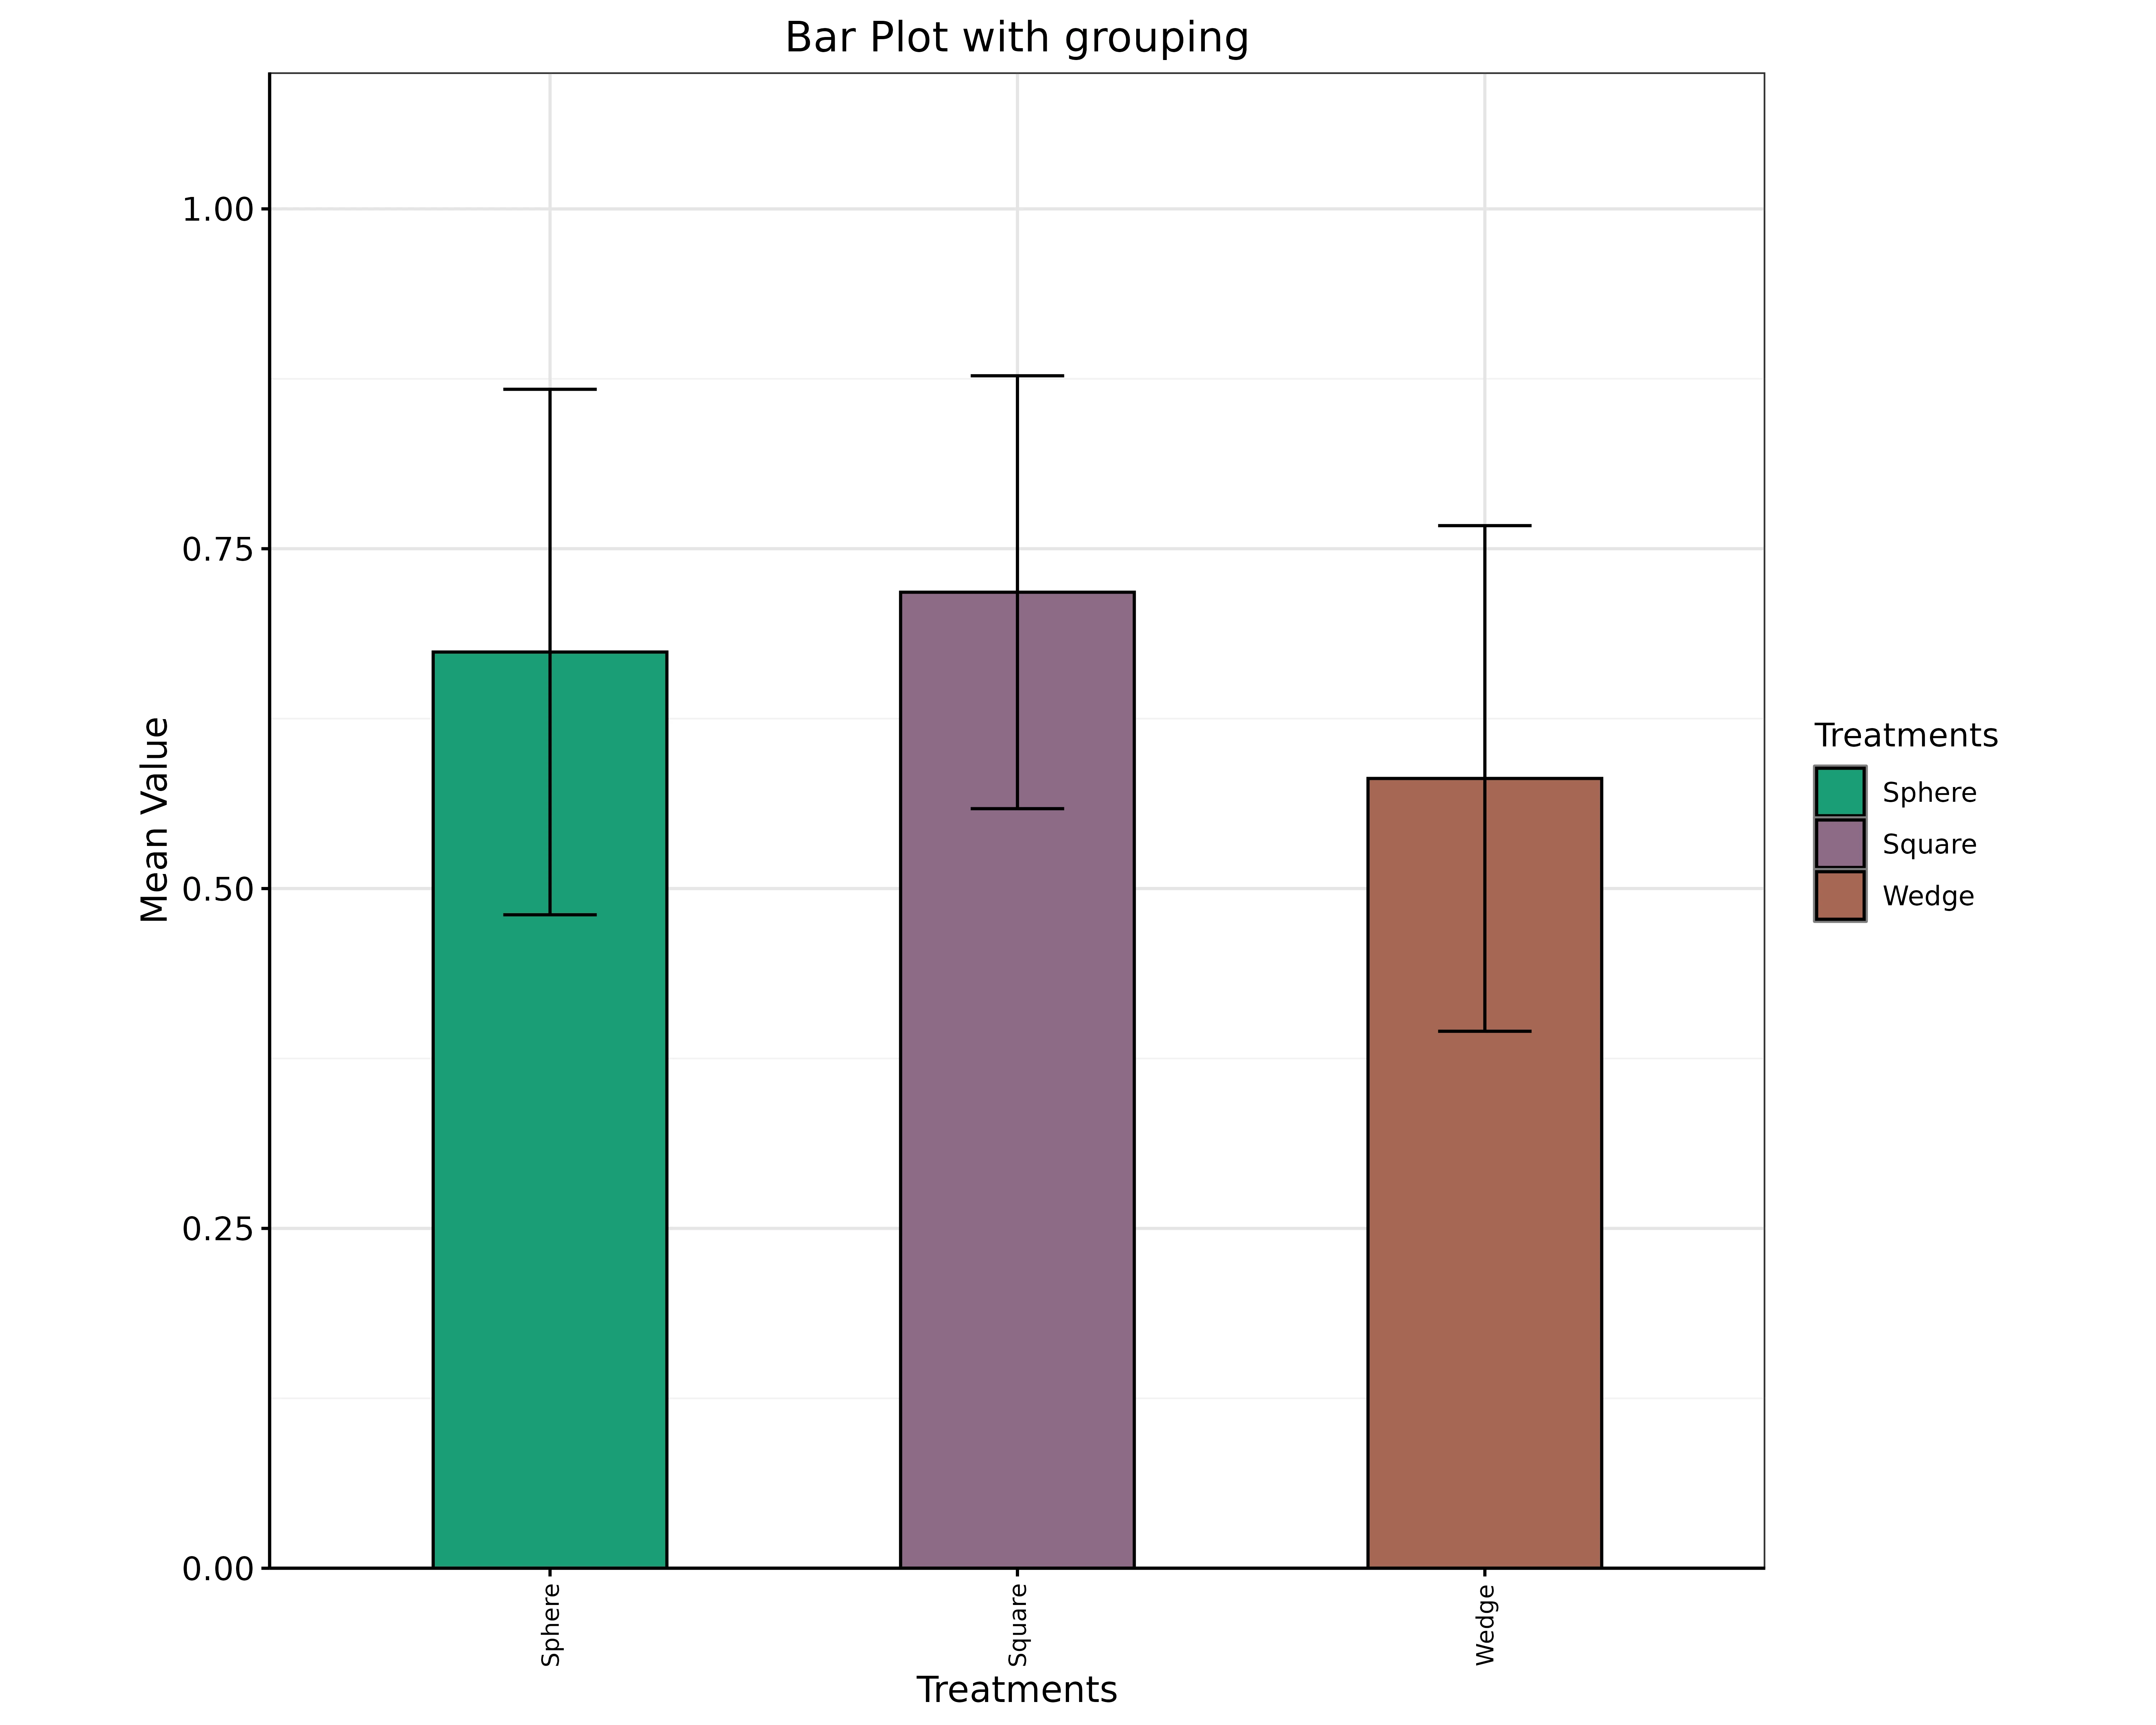 Bar Plot with grouping
Mean Value
1.00
0.75
0.50
0.25
0.00
Sphere
Square
Wedge
Treatments
Treatments
Sphere
Square
Wedge